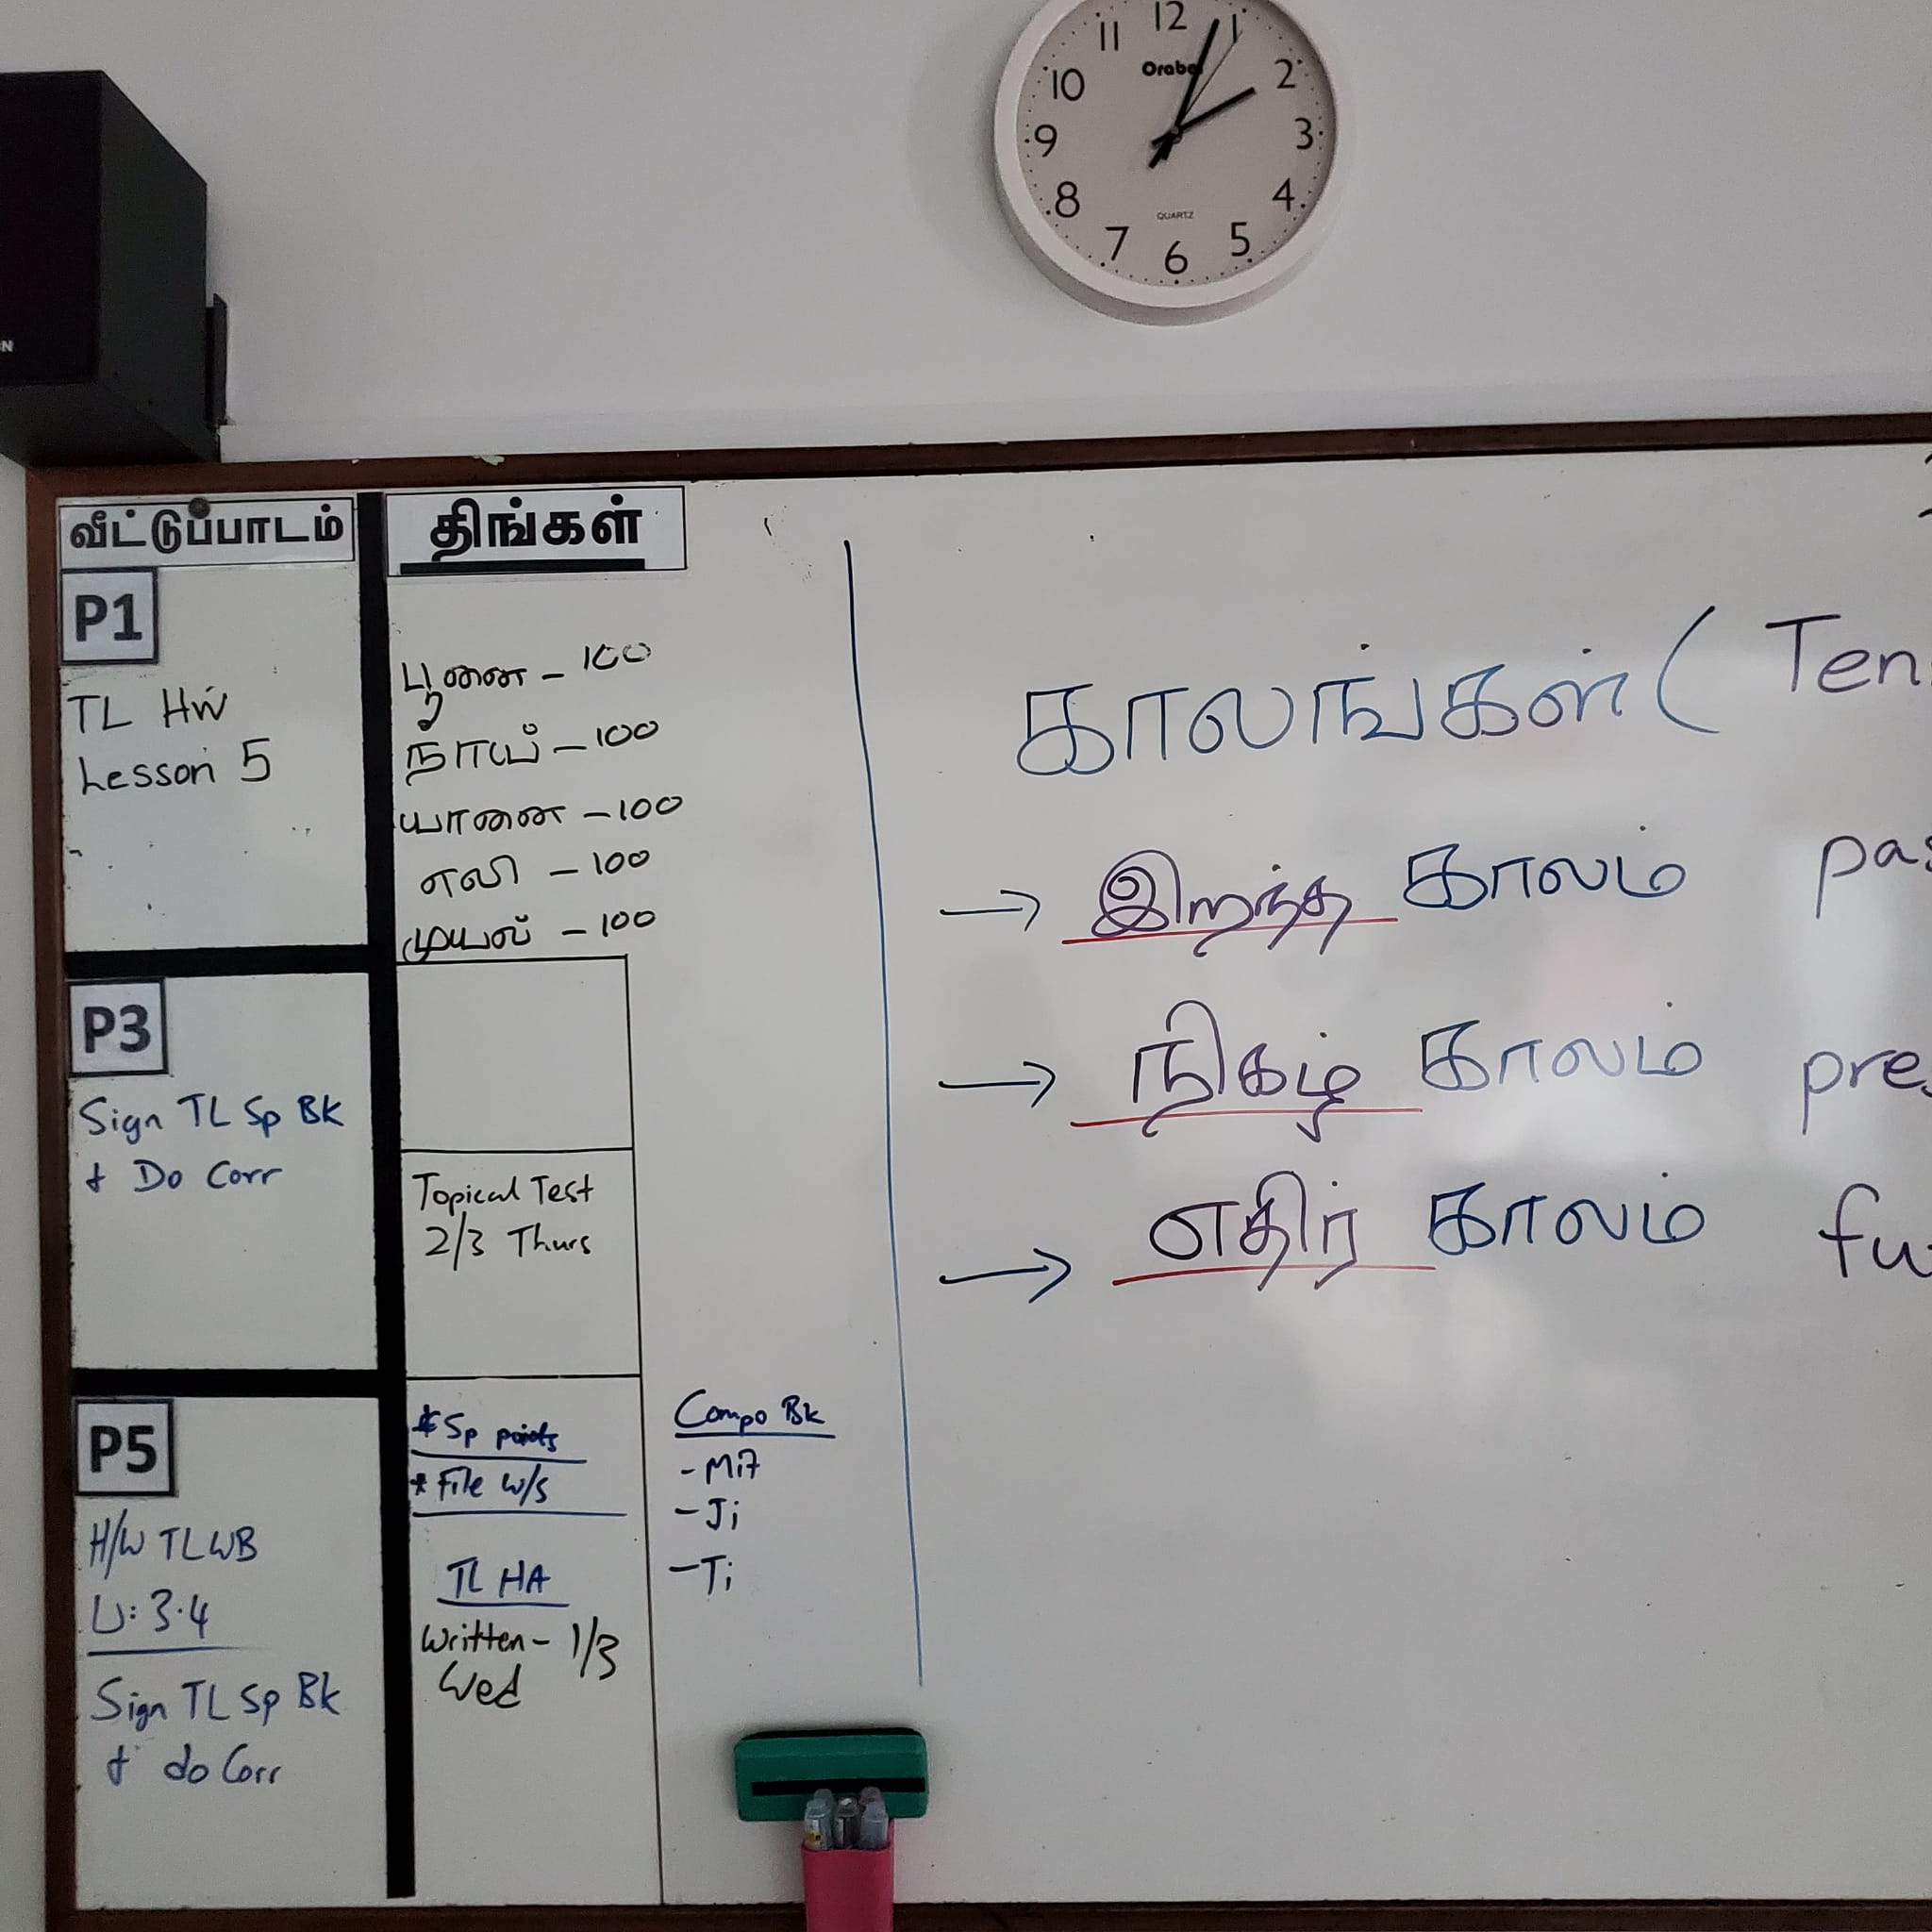 12
1
2
3
4
5
6
7
8
9
10
11
QUARTZ
வீட்டுப்பாடம்
P1
TL HW
Lesson 5
P3
Sign TL Sp Bk
+ Do Corr
P5
H/W TLWB
U: 3.4
Sign TL Sp Bk
+ do Corr
திங்கள்
பூனை - 100
நாய் - 100
யானை - 100
எலி - 100
முயல் - 100
Topical Test
2/3 Thurs
* Sp points
* File w/s
TL HA
Written - 1/3
Wed
Compo Bk
- Ji
- Ti
காலங்கள் ( Ten
→ இறந்த காலம் pas
→ நிகழ் காலம் pre
→ எதிர் காலம் fu